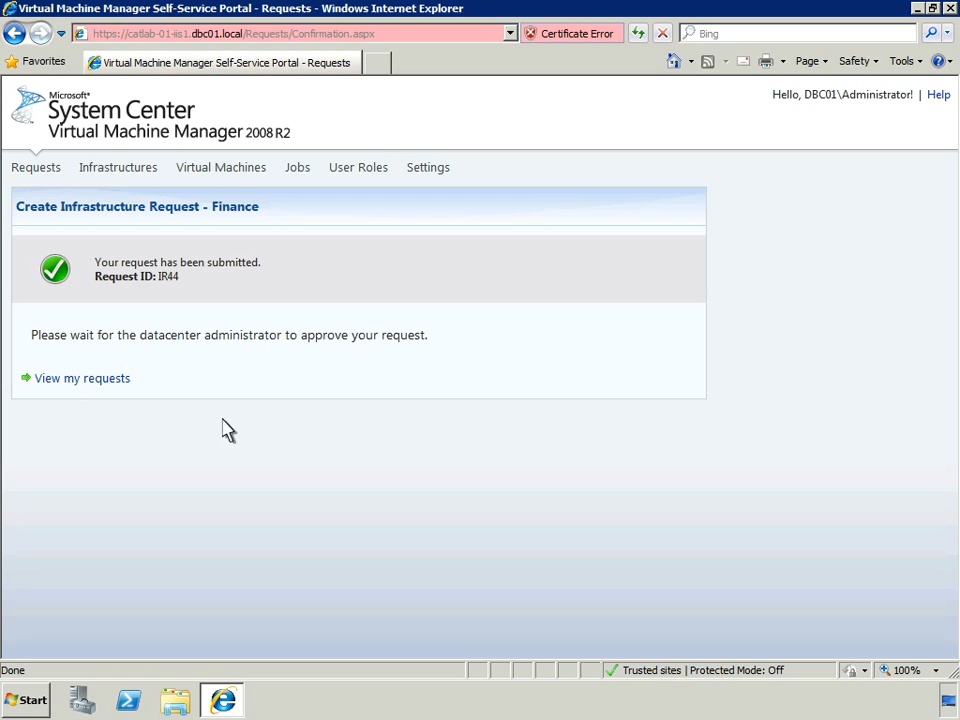 Virtual Machine Manager Self-Service Portal - Requests - Windows Internet Explorer
https://catlab-01-iis1.dbc01.local/Requests/Confirmation.aspx
Certificate Error
Bing
Favorites
Virtual Machine Manager Self-Service Portal - Requests
Page
Safety
Tools
Microsoft
System Center
Virtual Machine Manager 2008 R2
Hello, DBC01\Administrator! | Help
Requests
Infrastructures
Virtual Machines
Jobs
User Roles
Settings
Create Infrastructure Request - Finance
Your request has been submitted.
Request ID: IR44
Please wait for the datacenter administrator to approve your request.
View my requests
Done
Trusted sites | Protected Mode: Off
100%
Start